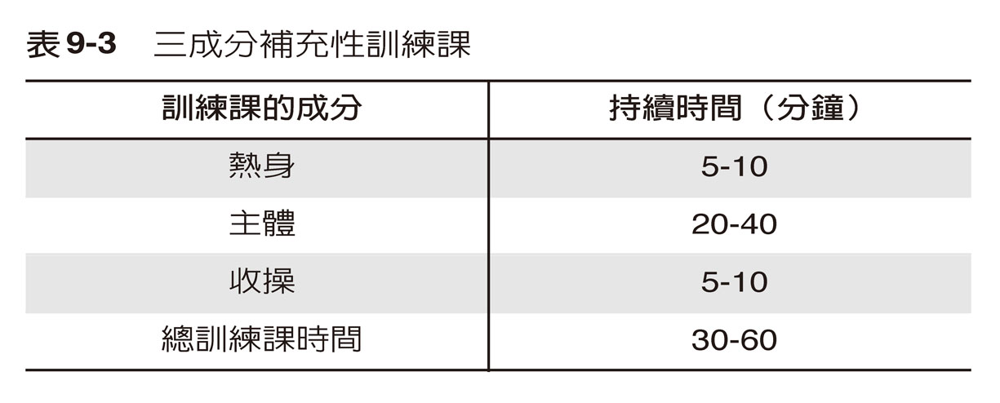 表9-3 三成分補充性訓練課
訓練課的成分 持續時間（分鐘）
熱身 5-10
主體 20-40
收操 5-10
總訓練課時間 30-60